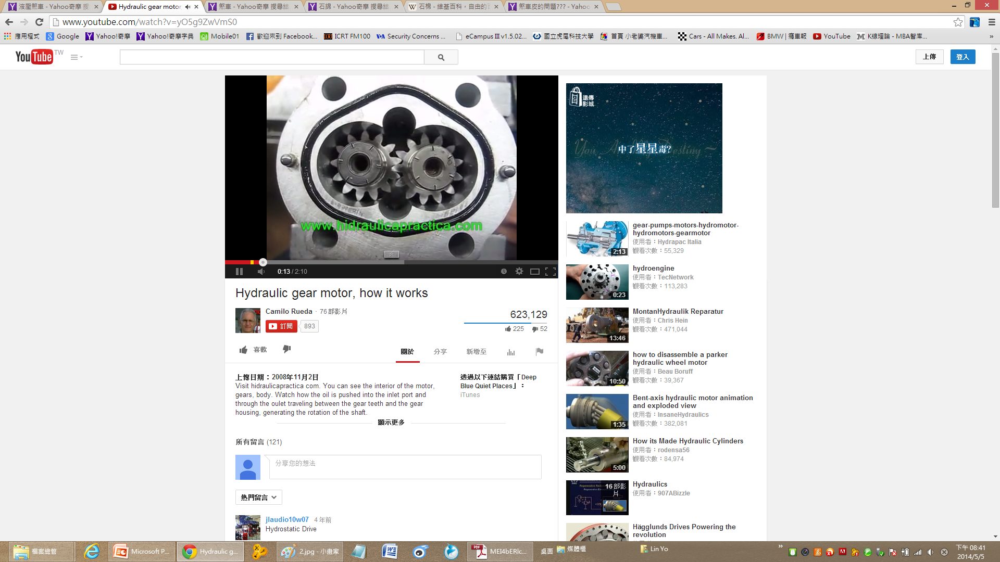 液壓煞車 - Yahoo奇摩 搜
Hydraulic gear motor
煞車 - Yahoo奇摩 搜尋結
石綿 - Yahoo奇摩 搜尋結
石棉 - 維基百科，自由的
煞車皮的問題??? - Yahoo
www.youtube.com/watch?v=yO5g9ZwVmS0
應用程式
Google
Yahoo!奇摩
Yahoo!奇摩字典
Mobile01
歡迎來到 Facebook...
ICRT FM100
Security Concerns ...
eCampus III v1.5.02...
國立虎尾科技大學
首頁 小老婆汽機車...
Cars - All Makes. Al...
BMW | 癮車報
YouTube
K線理論 - MBA智库...
YouTube TW
上傳
登入
www.hidraulicapractica.com
0:13 / 2:10
Hydraulic gear motor, how it works
Camilo Rueda · 76 部影片
訂閱 893
623,129
225 52
喜歡
關於
分享
新增至
上傳日期：2008年11月2日
Visit hidraulicapractica com. You can see the interior of the motor,
gears, body. Watch how the oil is pushed into the inlet port and
through the oulet traveling between the gear teeth and the gear
housing, generating the rotation of the shaft.
透過以下連結購買「Deep
Blue Quiet Places」：
iTunes
顯示更多
所有留言 (121)
分享您的想法
熱門留言
jlaudio10w07 4 年前
Hydrostatic Drive
遠傳
影城
You Are My Destiny ~
中了星星毒?
gear-pumps-motors-hydromotor-
hydromotors-gearmotor
使用者：Hydrapac Italia
觀看次數：55,329
2:13
hydroengine
使用者：TecNetwork
觀看次數：113,283
0:23
MontanHydraulik Reparatur
使用者：Chris Hein
觀看次數：471,044
13:46
how to disassemble a parker
hydraulic wheel motor
使用者：Beau Boruff
觀看次數：39,367
10:50
Bent-axis hydraulic motor animation
and exploded view
使用者：InsaneHydraulics
觀看次數：382,081
1:35
How its Made Hydraulic Cylinders
使用者：rodensa56
觀看次數：84,974
5:00
Hydraulics
使用者：907ABizzle
16 部影
片
Hägglunds Drives Powering the
revolution
檔案總管
Microsoft P...
Hydraulic g...
2.jpg - 小畫家
MEI4bERlc...
桌面
媒體櫃
Lin Yo
下午 08:41
2014/5/5